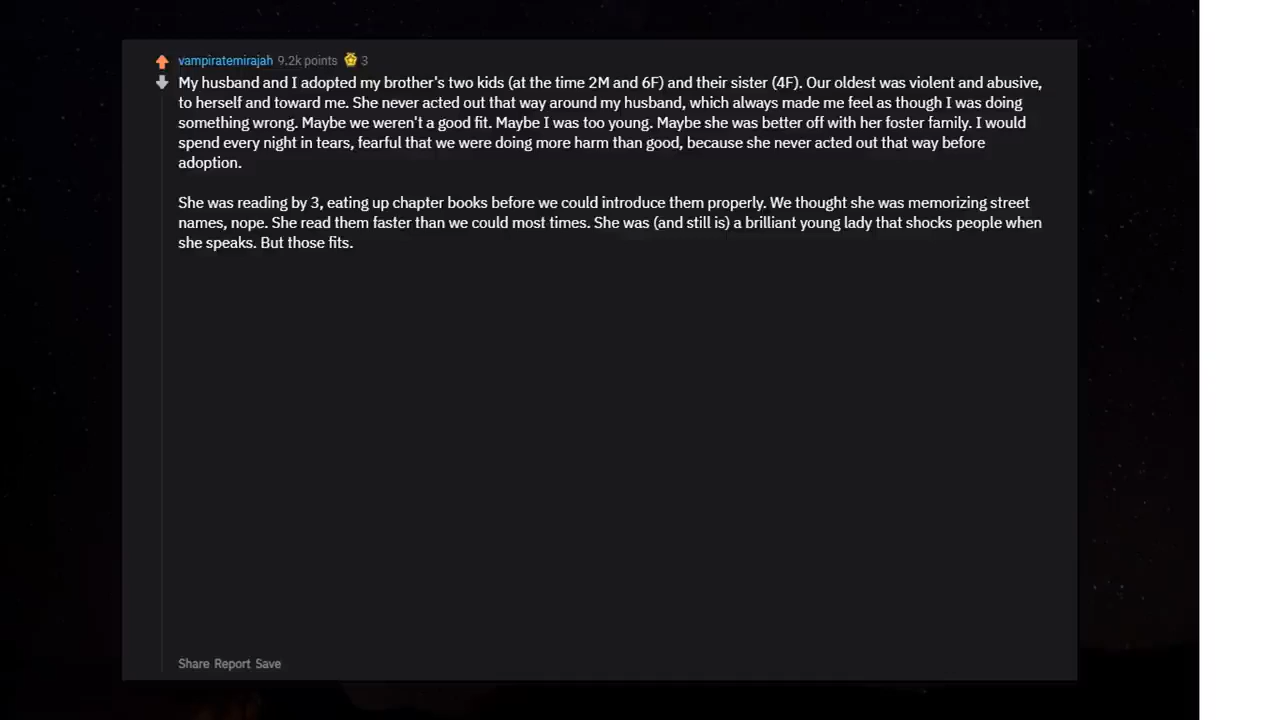 vampiratemirajah 9.2k points 3
My husband and I adopted my brother's two kids (at the time 2M and 6F) and their sister (4F). Our oldest was violent and abusive,
to herself and toward me. She never acted out that way around my husband, which always made me feel as though I was doing
something wrong. Maybe we weren't a good fit. Maybe I was too young. Maybe she was better off with her foster family. I would
spend every night in tears, fearful that we were doing more harm than good, because she never acted out that way before
adoption.
She was reading by 3, eating up chapter books before we could introduce them properly. We thought she was memorizing street
names, nope. She read them faster than we could most times. She was (and still is) a brilliant young lady that shocks people when
she speaks. But those fits.
Share Report Save